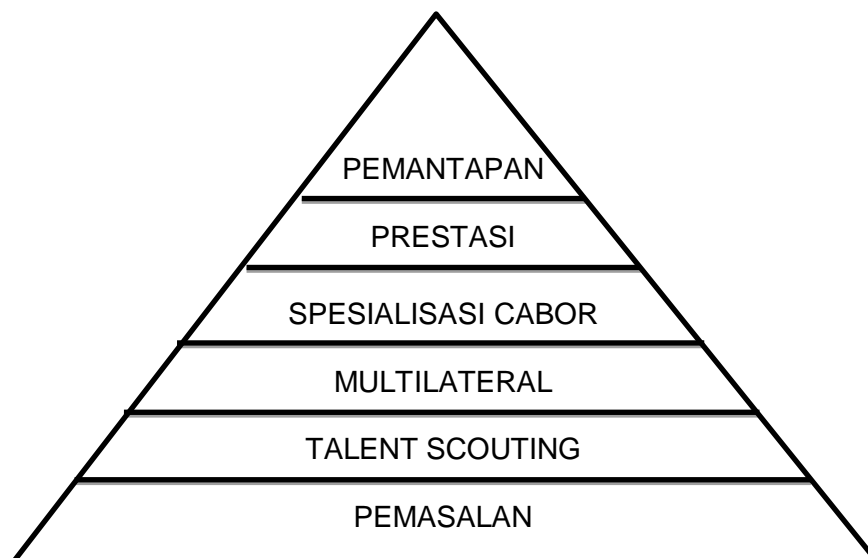 PEMANTAPAN
PRESTASI
SPESIALISASI CABOR
MULTILATERAL
TALENT SCOUTING
PEMASALAN